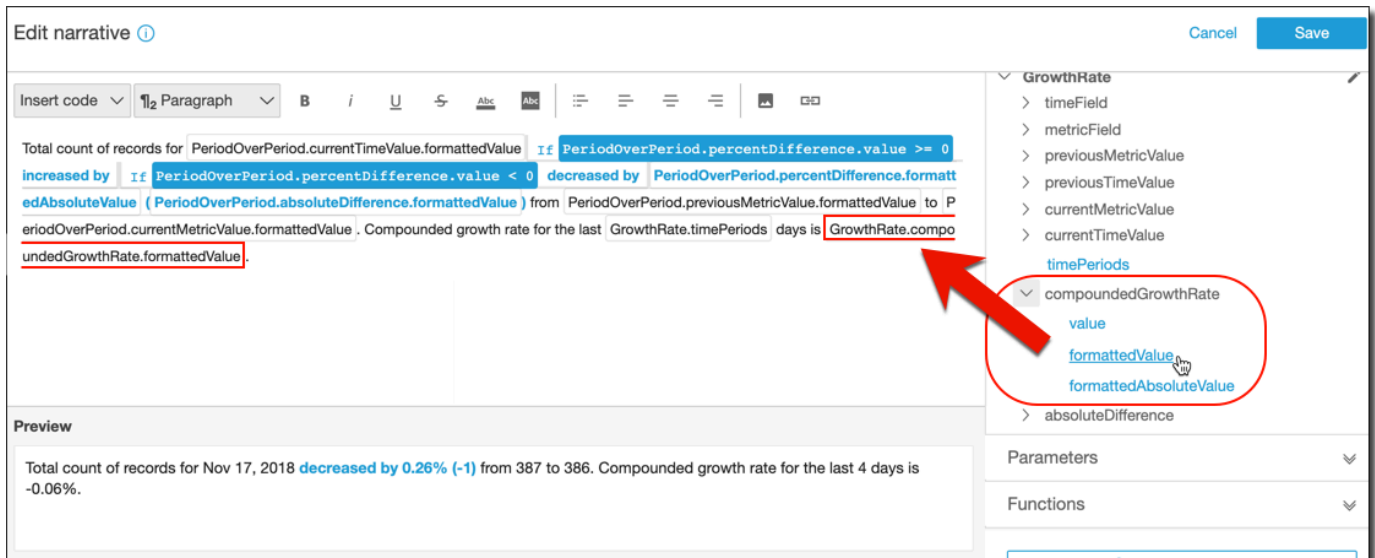 Edit narrative
Cancel
Save
Insert code
¶2 Paragraph
B i U S Abc Abc
Total count of records for PeriodOverPeriod.currentTimeValue.formattedValue If PeriodOverPeriod.percentDifference.value >= 0
increased by If PeriodOverPeriod.percentDifference.value < 0 decreased by PeriodOverPeriod.percentDifference.formatt
edAbsoluteValue ( PeriodOverPeriod.absoluteDifference.formattedValue ) from PeriodOverPeriod.previousMetricValue.formattedValue to P
eriodOverPeriod.currentMetricValue.formattedValue . Compounded growth rate for the last GrowthRate.timePeriods days is GrowthRate.compo
undedGrowthRate.formattedValue .
Preview
Total count of records for Nov 17, 2018 decreased by 0.26% (-1) from 387 to 386. Compounded growth rate for the last 4 days is
-0.06%.
GrowthRate
timeField
metricField
previousMetricValue
previousTimeValue
currentMetricValue
currentTimeValue
timePeriods
compoundedGrowthRate
value
formattedValue
formattedAbsoluteValue
absoluteDifference
Parameters
Functions